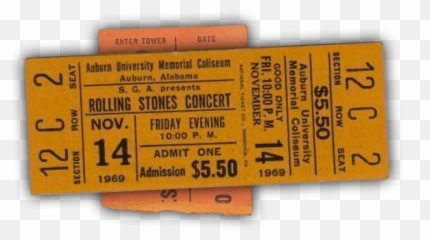 ENTER TOWER
GATE
12 C 2
SECTION ROW SEAT
Auburn University Memorial Coliseum
Auburn, Alabama
S. G. A. presents
ROLLING STONES CONCERT
NOV.
14
1969
FRIDAY EVENING
10:00 P. M.
ADMIT ONE
Admission $5.50
GOOD ONLY
FRI. 10:00 P. M.
NOVEMBER
14
1969
Auburn University
Memorial Coliseum
$5.50
SECTION ROW SEAT
12 C 2